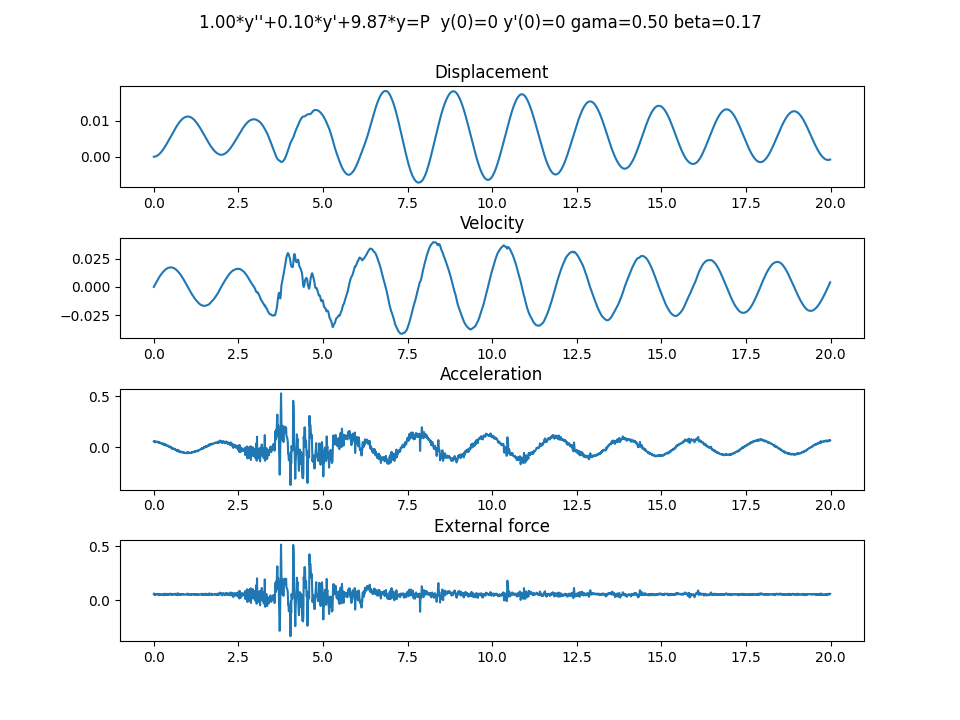 1.00*y''+0.10*y'+9.87*y=P  y(0)=0 y'(0)=0 gama=0.50 beta=0.17
Displacement
0.01
0.00
0.0 2.5 5.0 7.5 10.0 12.5 15.0 17.5 20.0
Velocity
0.025
0.000
−0.025
0.0 2.5 5.0 7.5 10.0 12.5 15.0 17.5 20.0
Acceleration
0.5
0.0
0.0 2.5 5.0 7.5 10.0 12.5 15.0 17.5 20.0
External force
0.5
0.0
0.0 2.5 5.0 7.5 10.0 12.5 15.0 17.5 20.0